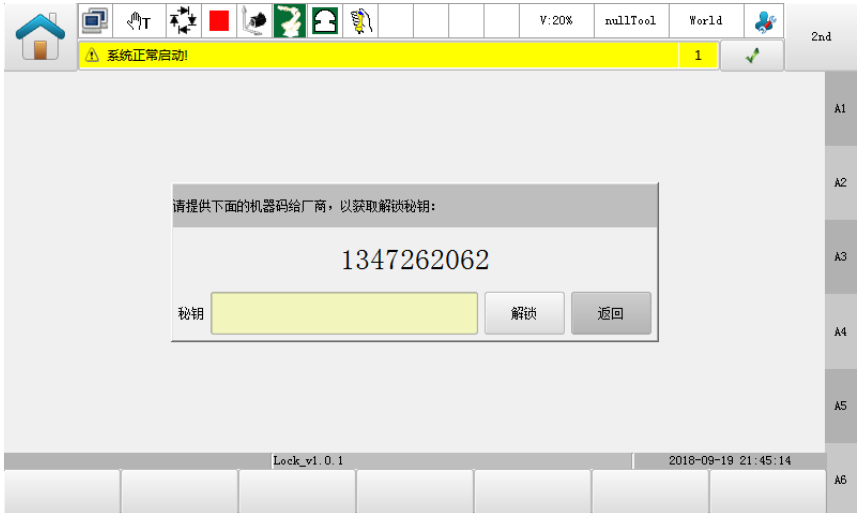 T
V:20%
nullTool
World
2nd
系统正常启动!
1
A1
A2
请提供下面的机器码给厂商，以获取解锁秘钥:
1347262062
A3
秘钥
解锁
返回
A4
A5
Lock_v1.0.1
2018-09-19 21:45:14
A6